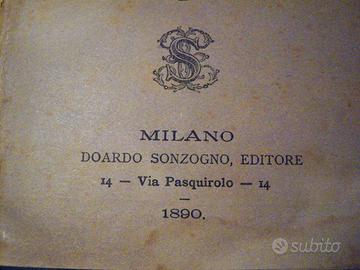 MILANO
DOARDO SONZOGNO, EDITORE
14 — Via Pasquirolo — 14
1890.
subito